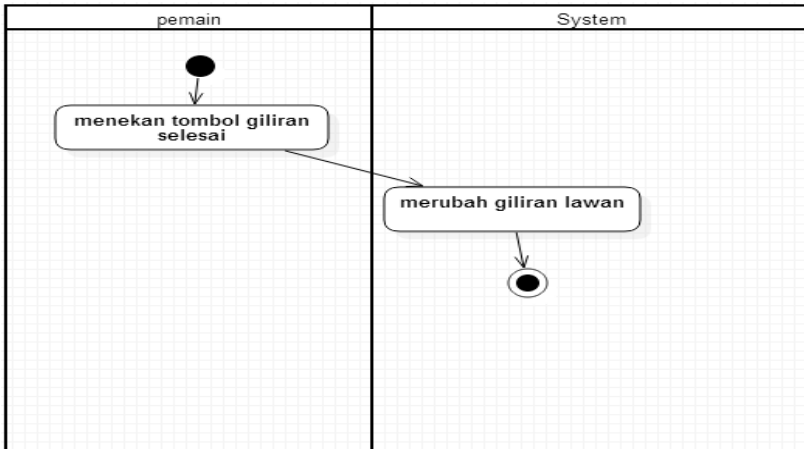 pemain
System
menekan tombol giliran
selesai
merubah giliran lawan